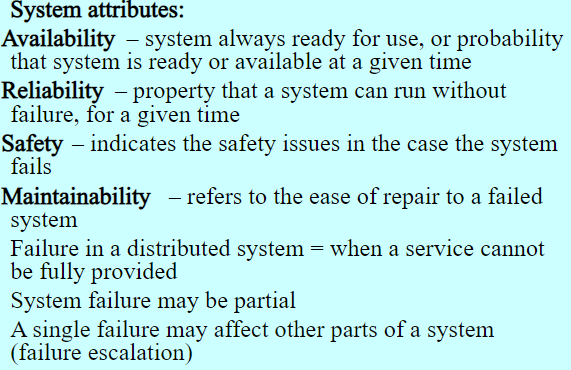 System attributes:
Availability – system always ready for use, or probability
that system is ready or available at a given time
Reliability – property that a system can run without
failure, for a given time
Safety – indicates the safety issues in the case the system
fails
Maintainability – refers to the ease of repair to a failed
system
Failure in a distributed system = when a service cannot
be fully provided
System failure may be partial
A single failure may affect other parts of a system
(failure escalation)